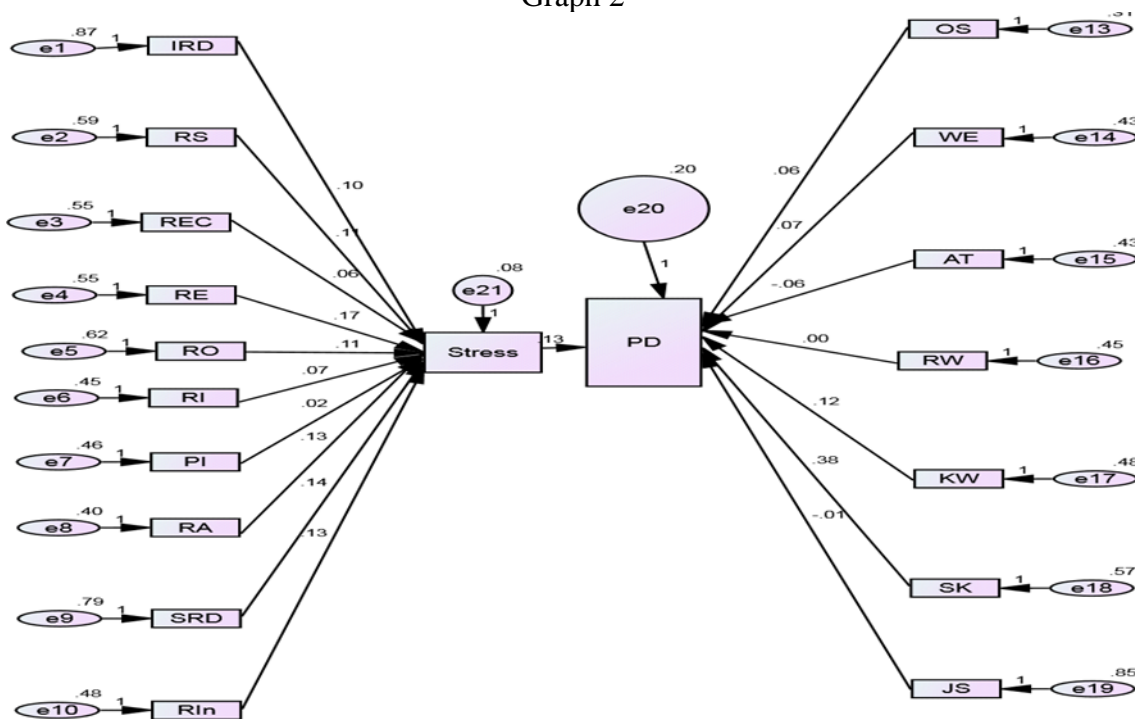 Graph 2
.87
e1 1 IRD
.59
e2 1 RS
.55
e3 1 REC
.55
e4 1 RE
.62
e5 1 RO
.45
e6 1 RI
.46
e7 1 PI
.40
e8 1 RA
.79
e9 1 SRD
.48
e10 1 RIn
.10
.11
.06
.17
.11
.07
.02
.13
.14
.13
.08
e21
1
Stress
.13
.20
e20
1
PD
.06
.07
-.06
.00
.12
.38
-.01
OS 1 e13
.43
WE 1 e14
.43
AT 1 e15
.45
RW 1 e16
.48
KW 1 e17
.57
SK 1 e18
.85
JS 1 e19